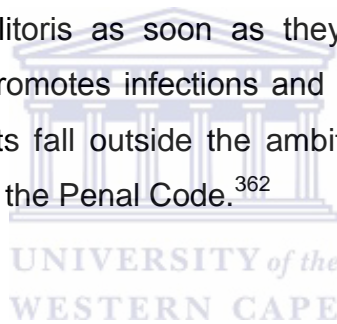 litoris as soon as they
romotes infections and
ts fall outside the ambit
the Penal Code.362
UNIVERSITY of the
WESTERN CAPE